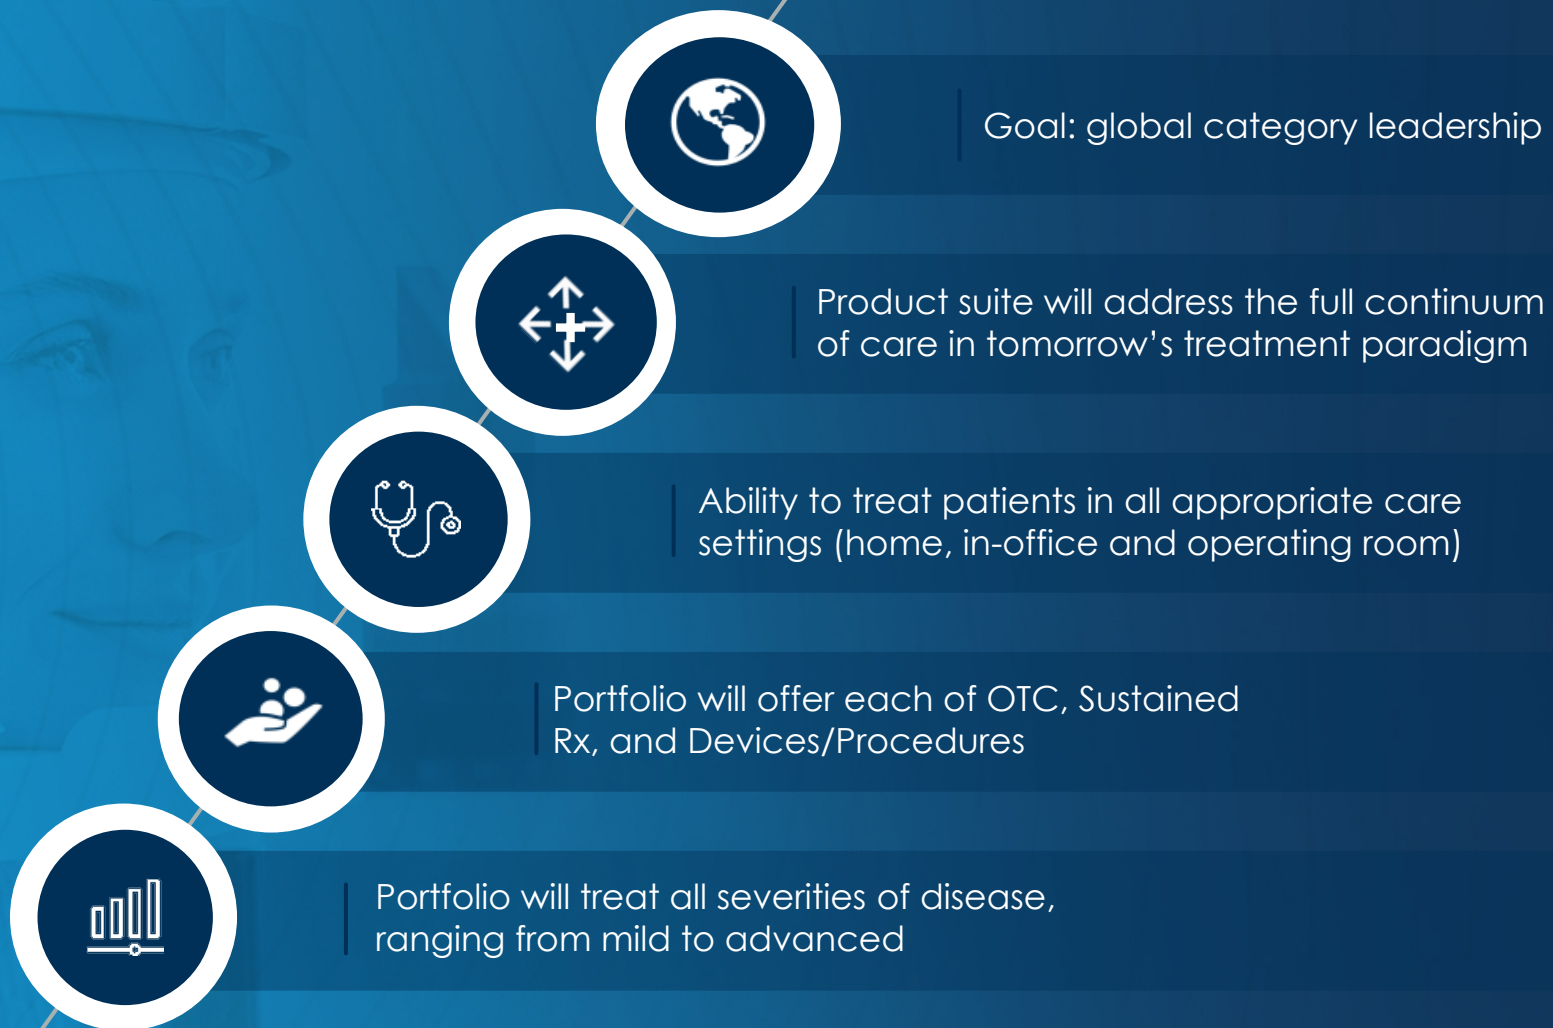 Goal: global category leadership
Product suite will address the full continuum
of care in tomorrow’s treatment paradigm
Ability to treat patients in all appropriate care
settings (home, in-office and operating room)
Portfolio will offer each of OTC, Sustained
Rx, and Devices/Procedures
Portfolio will treat all severities of disease,
ranging from mild to advanced